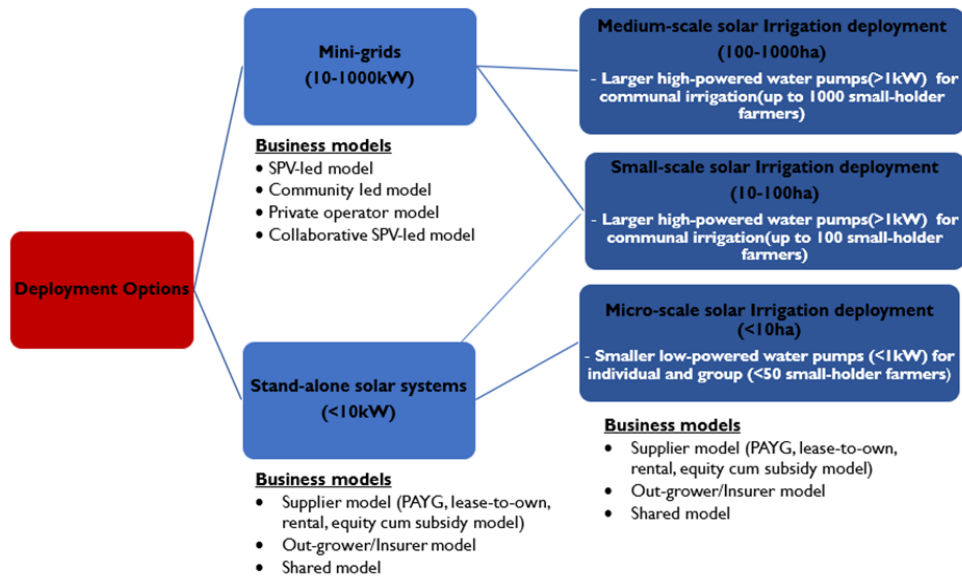 Deployment Options
Mini-grids
(10-1000kW)
Business models
• SPV-led model
• Community led model
• Private operator model
• Collaborative SPV-led model
Stand-alone solar systems
(<10kW)
Business models
• Supplier model (PAYG, lease-to-own,
rental, equity cum subsidy model)
• Out-grower/Insurer model
• Shared model
Medium-scale solar Irrigation deployment
(100-1000ha)
- Larger high-powered water pumps(>1kW) for
communal irrigation(up to 1000 small-holder
farmers)
Small-scale solar Irrigation deployment
(10-100ha)
- Larger high-powered water pumps(>1kW) for
communal irrigation(up to 100 small-holder
farmers)
Micro-scale solar Irrigation deployment
(<10ha)
- Smaller low-powered water pumps (<1kW) for
individual and group (<50 small-holder farmers)
Business models
• Supplier model (PAYG, lease-to-own,
rental, equity cum subsidy model)
• Out-grower/Insurer model
• Shared model